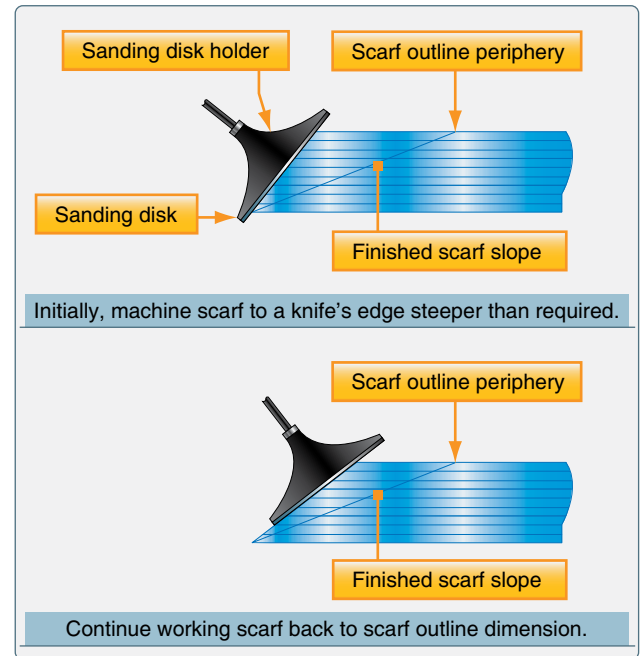 Sanding disk holder
Scarf outline periphery
Sanding disk
Finished scarf slope
Initially, machine scarf to a knife's edge steeper than required.
Scarf outline periphery
Finished scarf slope
Continue working scarf back to scarf outline dimension.